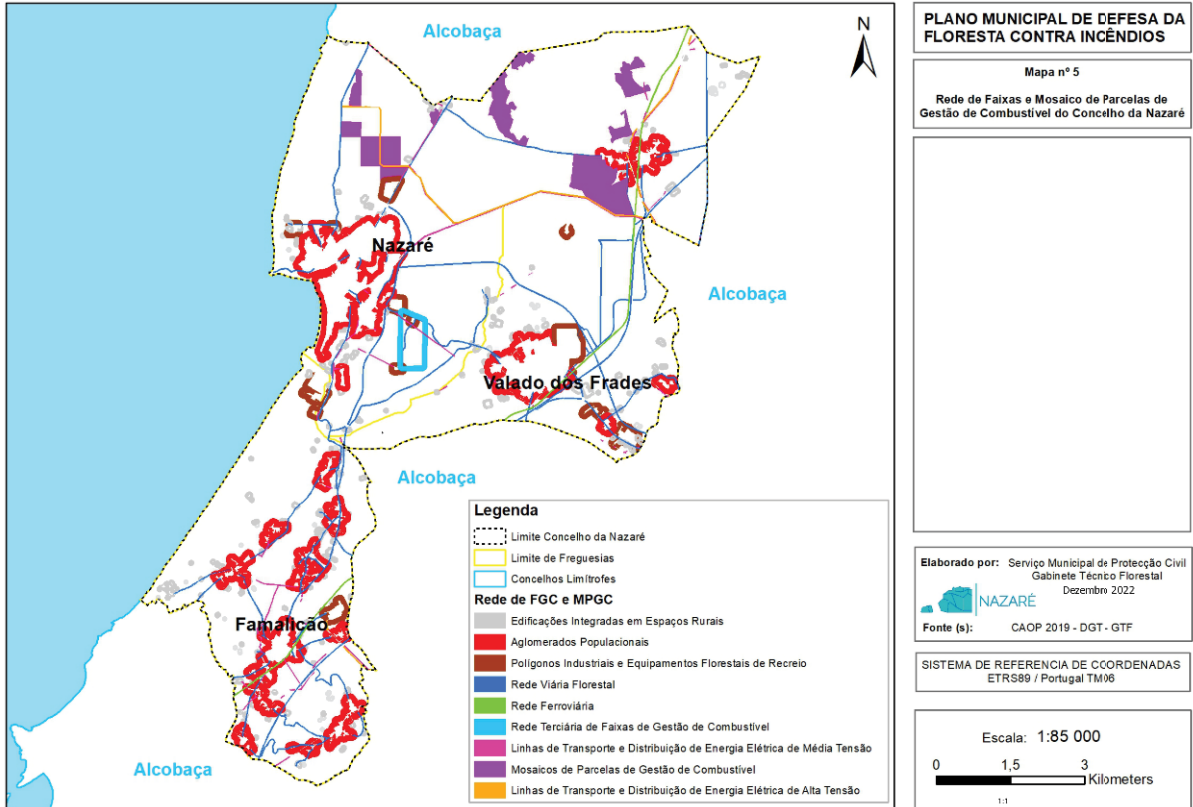 Alcobaça
N
Nazaré
Alcobaça
Valado dos Frades
Alcobaça
Famalicão
Alcobaça
Legenda
Limite Concelho da Nazaré
Limite de Freguesias
Concelhos Limítrofes
Rede de FGC e MPGC
Edificações Integradas em Espaços Rurais
Aglomerados Populacionais
Polígonos Industriais e Equipamentos Florestais de Recreio
Rede Viária Florestal
Rede Ferroviária
Rede Terciária de Faixas de Gestão de Combustível
Linhas de Transporte e Distribuição de Energia Elétrica de Média Tensão
Mosaicos de Parcelas de Gestão de Combustível
Linhas de Transporte e Distribuição de Energia Elétrica de Alta Tensão
PLANO MUNICIPAL DE DEFESA DA
FLORESTA CONTRA INCÊNDIOS
Mapa nº 5
Rede de Faixas e Mosaico de Parcelas de
Gestão de Combustível do Concelho da Nazaré
Elaborado por: Serviço Municipal de Protecção Civil
Gabinete Técnico Florestal
Dezembro 2022
NAZARÉ
Fonte (s): CAOP 2019 - DGT - GTF
SISTEMA DE REFERENCIA DE COORDENADAS
ETRS89 / Portugal TM06
Escala: 1:85 000
0 1,5 3
Kilometers
1:1